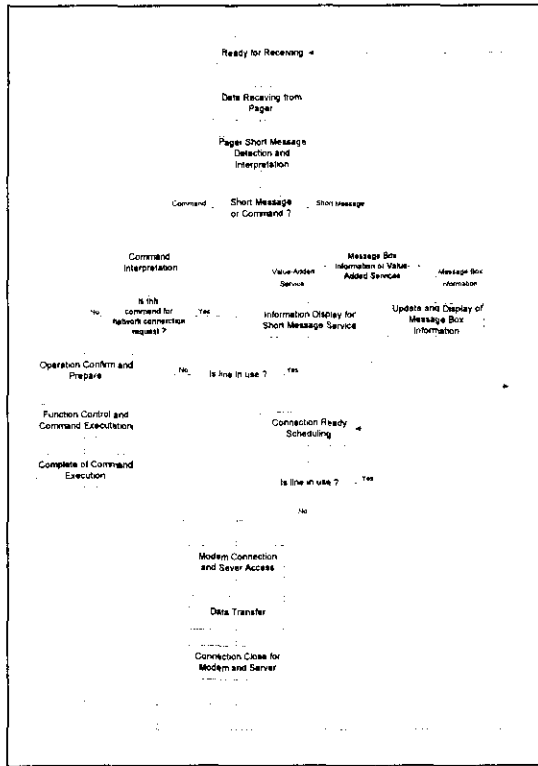 Ready for Receiving
Data Receving from
Pager
Pager Short Message
Detection and
Interpretation
Command
Short Message
or Command ?
Short Message
Command
Interpretation
Value-Added
Service
Message Box
Information or Value-
Added Services
Message Box
Information
No
Is this
command for
network connection
request ?
Yes
Information Display for
Short Message Service
Update and Display of
Message Box
Information
Operation Confirm and
Prepare
No
Is line in use ?
Yes
Function Control and
Command Executation
Connection Ready
Scheduling
Complete of Command
Execution
Is line in use ?
Yes
No
Modem Connection
and Sever Access
Data Transfer
Connection Close for
Modem and Server